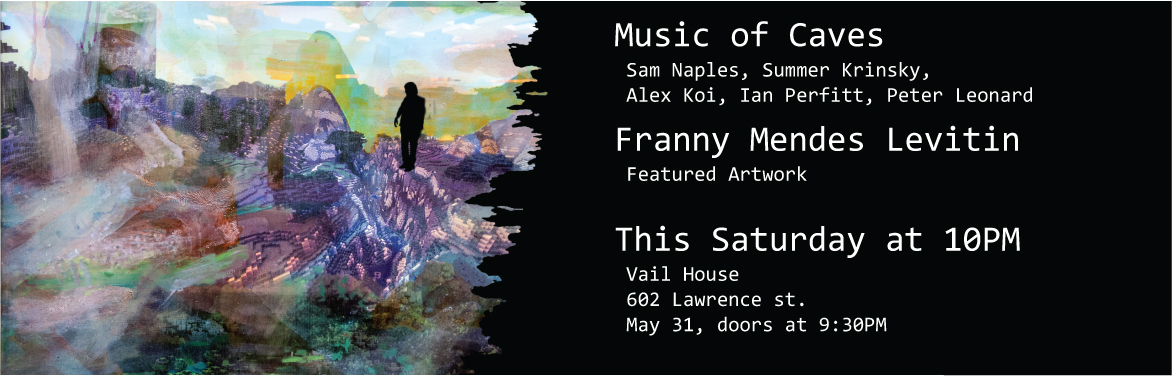 Music of Caves
Sam Naples, Summer Krinsky,
Alex Koi, Ian Perfitt, Peter Leonard
Franny Mendes Levitin
Featured Artwork
This Saturday at 10PM
Vail House
602 Lawrence st.
May 31, doors at 9:30PM